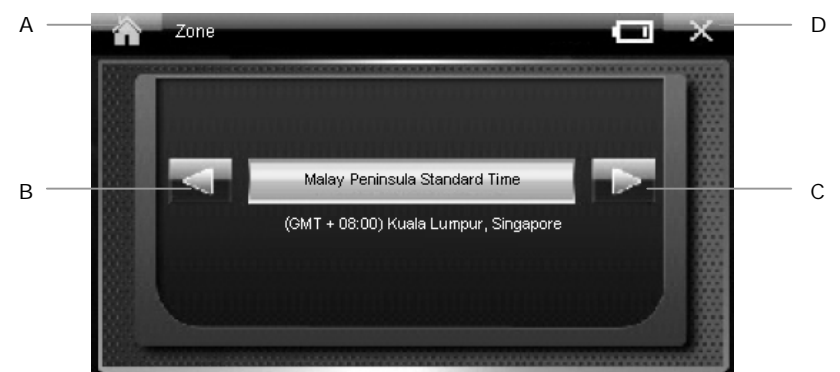 A Zone D
B Malay Peninsula Standard Time C
(GMT + 08:00) Kuala Lumpur, Singapore